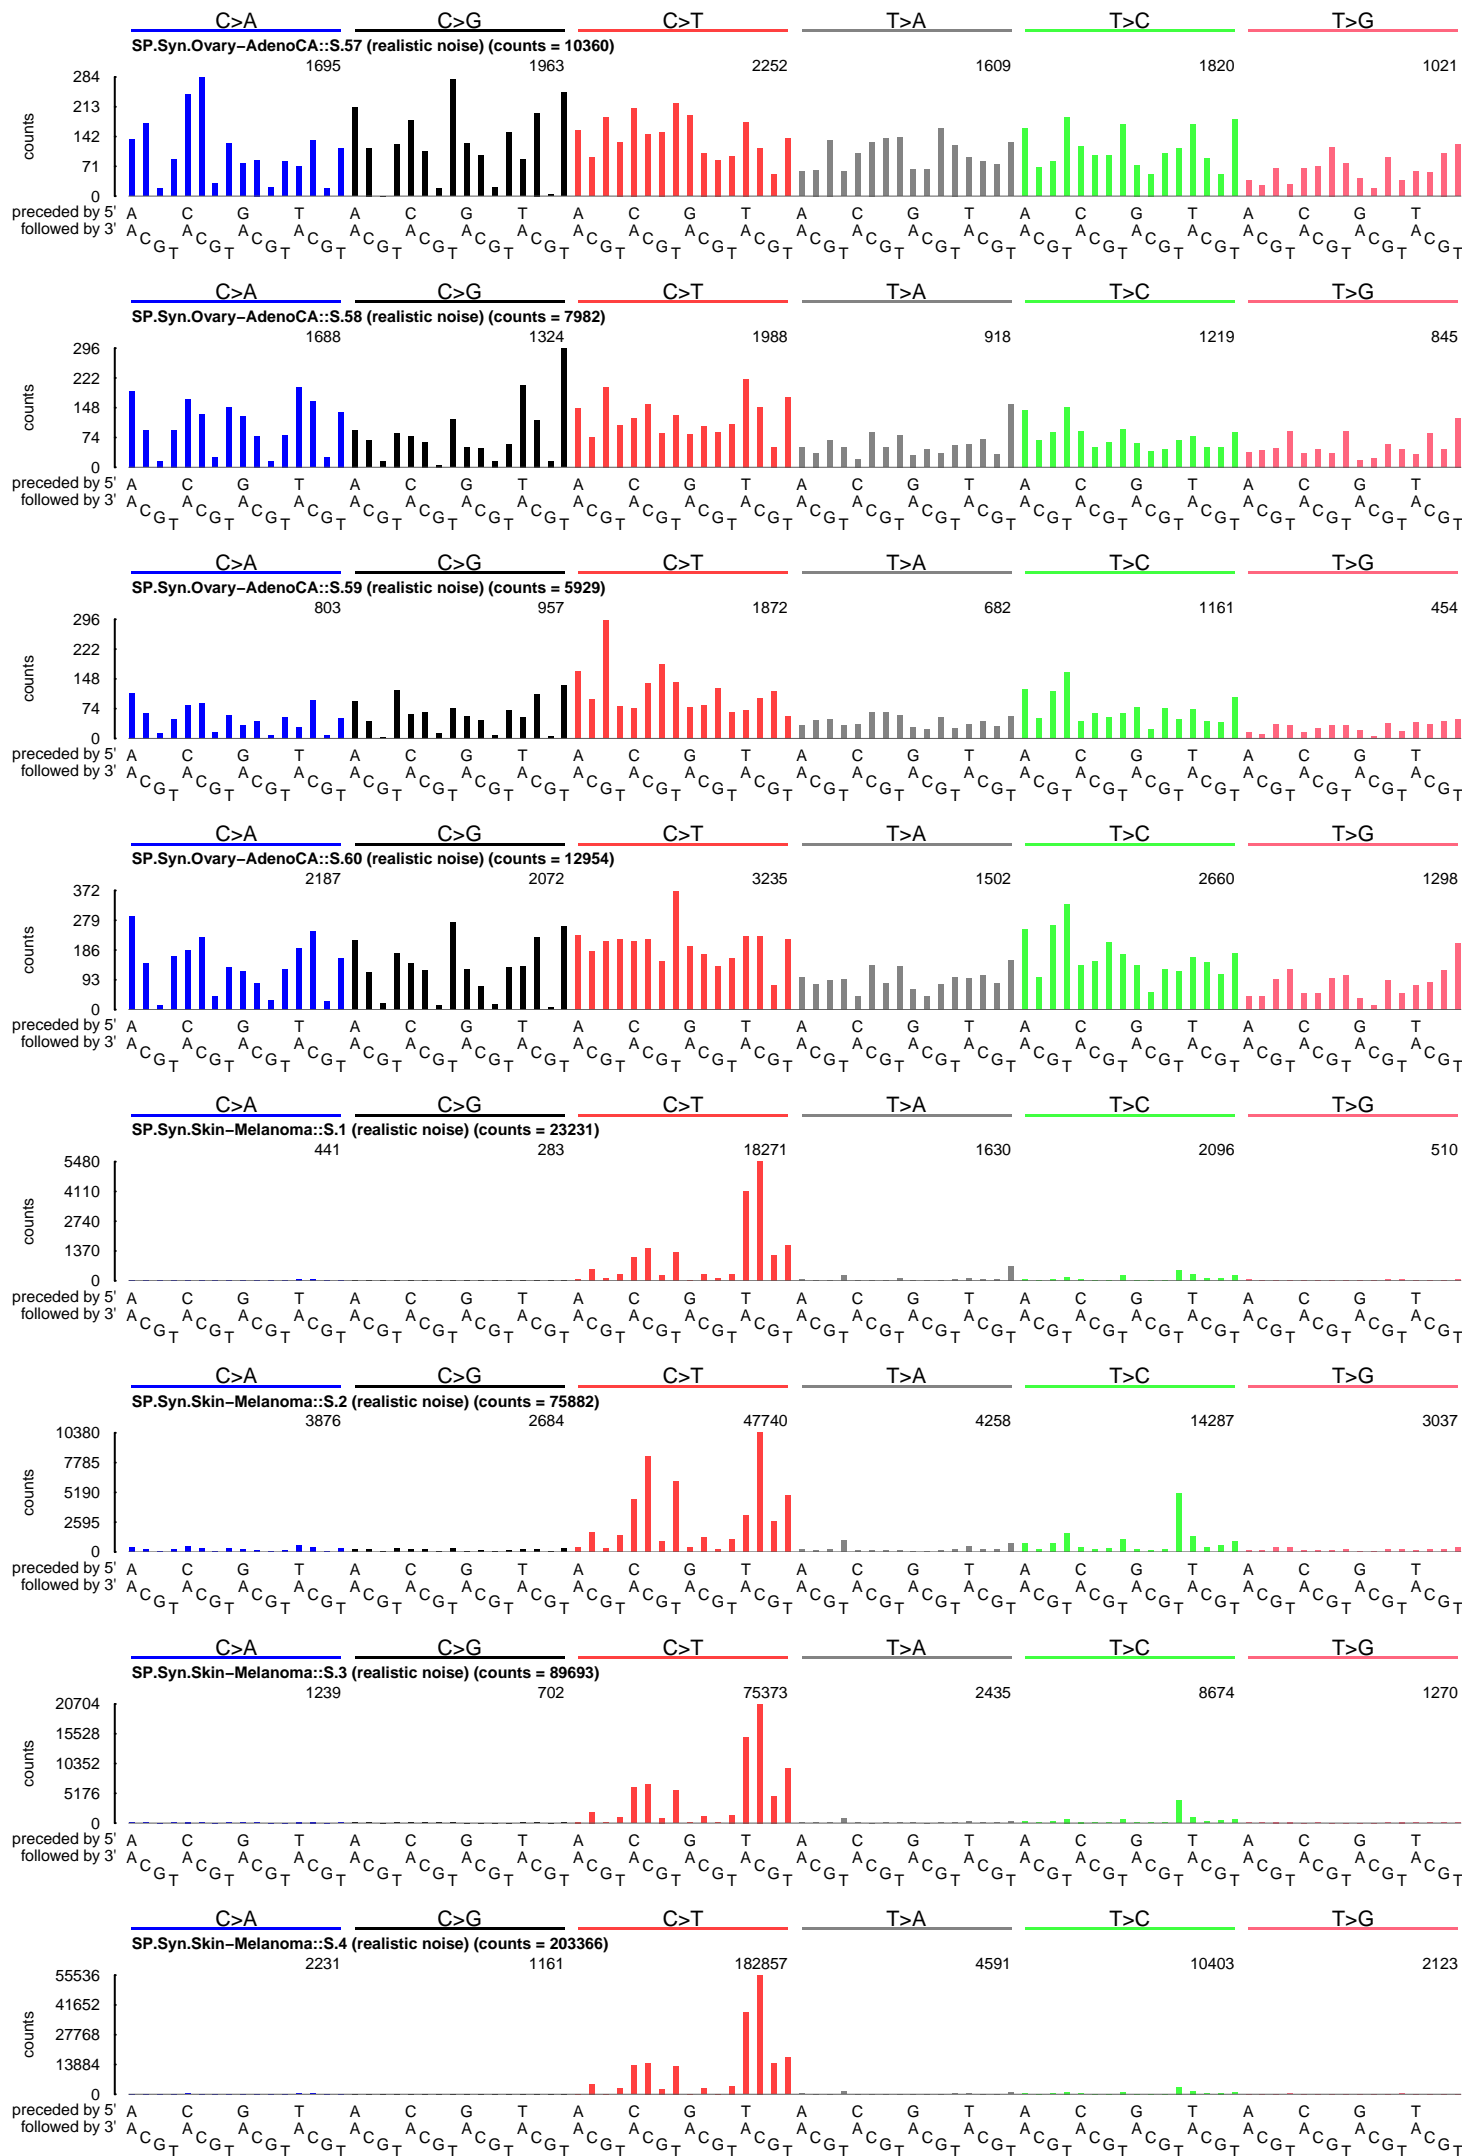 C>A C>G C>T T>A T>C T>G
SP.Syn.Ovary−AdenoCA::S.57 (realistic noise) (counts = 10360)
1695 1963 2252 1609 1820 1021
284
213
142
71
0
counts
preceded by 5' A C G T A C G T A C G T A C G T A C G T A C G T
followed by 3' A C G T A C G T A C G T A C G T A C G T A C G T A C G T A C G T A C G T A C G T A C G T A C G T A C G T A C G T A C G T A C G T A C G T A C G T A C G T A C G T A C G T A C G T A C G T A C G T
C>A C>G C>T T>A T>C T>G
SP.Syn.Ovary−AdenoCA::S.58 (realistic noise) (counts = 7982)
1688 1324 1988 918 1219 845
296
222
148
74
0
counts
preceded by 5' A C G T A C G T A C G T A C G T A C G T A C G T
followed by 3' A C G T A C G T A C G T A C G T A C G T A C G T A C G T A C G T A C G T A C G T A C G T A C G T A C G T A C G T A C G T A C G T A C G T A C G T A C G T A C G T A C G T A C G T A C G T A C G T
C>A C>G C>T T>A T>C T>G
SP.Syn.Ovary−AdenoCA::S.59 (realistic noise) (counts = 5929)
803 957 1872 682 1161 454
296
222
148
74
0
counts
preceded by 5' A C G T A C G T A C G T A C G T A C G T A C G T
followed by 3' A C G T A C G T A C G T A C G T A C G T A C G T A C G T A C G T A C G T A C G T A C G T A C G T A C G T A C G T A C G T A C G T A C G T A C G T A C G T A C G T A C G T A C G T A C G T A C G T
C>A C>G C>T T>A T>C T>G
SP.Syn.Ovary−AdenoCA::S.60 (realistic noise) (counts = 12954)
2187 2072 3235 1502 2660 1298
372
279
186
93
0
counts
preceded by 5' A C G T A C G T A C G T A C G T A C G T A C G T
followed by 3' A C G T A C G T A C G T A C G T A C G T A C G T A C G T A C G T A C G T A C G T A C G T A C G T A C G T A C G T A C G T A C G T A C G T A C G T A C G T A C G T A C G T A C G T A C G T A C G T
C>A C>G C>T T>A T>C T>G
SP.Syn.Skin−Melanoma::S.1 (realistic noise) (counts = 23231)
441 283 18271 1630 2096 510
5480
4110
2740
1370
0
counts
preceded by 5' A C G T A C G T A C G T A C G T A C G T A C G T
followed by 3' A C G T A C G T A C G T A C G T A C G T A C G T A C G T A C G T A C G T A C G T A C G T A C G T A C G T A C G T A C G T A C G T A C G T A C G T A C G T A C G T A C G T A C G T A C G T A C G T
C>A C>G C>T T>A T>C T>G
SP.Syn.Skin−Melanoma::S.2 (realistic noise) (counts = 75882)
3876 2684 47740 4258 14287 3037
10380
7785
5190
2595
0
counts
preceded by 5' A C G T A C G T A C G T A C G T A C G T A C G T
followed by 3' A C G T A C G T A C G T A C G T A C G T A C G T A C G T A C G T A C G T A C G T A C G T A C G T A C G T A C G T A C G T A C G T A C G T A C G T A C G T A C G T A C G T A C G T A C G T A C G T
C>A C>G C>T T>A T>C T>G
SP.Syn.Skin−Melanoma::S.3 (realistic noise) (counts = 89693)
1239 702 75373 2435 8674 1270
20704
15528
10352
5176
0
counts
preceded by 5' A C G T A C G T A C G T A C G T A C G T A C G T
followed by 3' A C G T A C G T A C G T A C G T A C G T A C G T A C G T A C G T A C G T A C G T A C G T A C G T A C G T A C G T A C G T A C G T A C G T A C G T A C G T A C G T A C G T A C G T A C G T A C G T
C>A C>G C>T T>A T>C T>G
SP.Syn.Skin−Melanoma::S.4 (realistic noise) (counts = 203366)
2231 1161 182857 4591 10403 2123
55536
41652
27768
13884
0
counts
preceded by 5' A C G T A C G T A C G T A C G T A C G T A C G T
followed by 3' A C G T A C G T A C G T A C G T A C G T A C G T A C G T A C G T A C G T A C G T A C G T A C G T A C G T A C G T A C G T A C G T A C G T A C G T A C G T A C G T A C G T A C G T A C G T A C G T